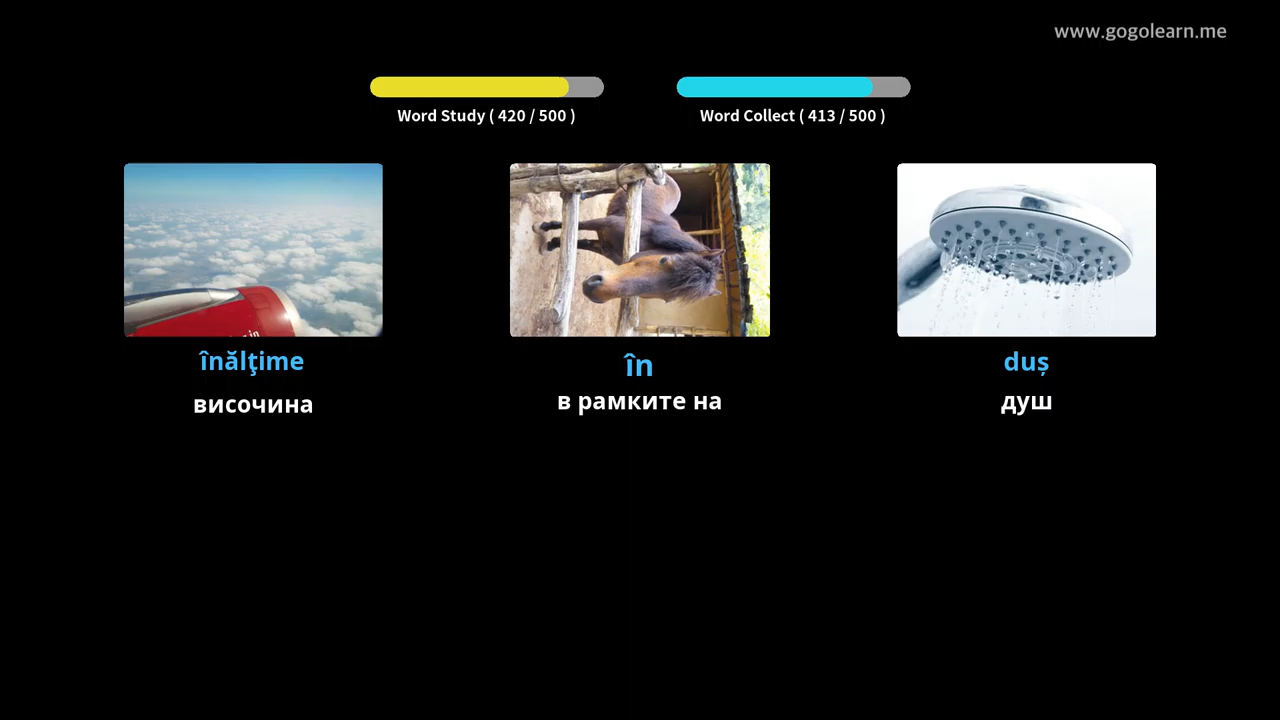 www.gogolearn.me
Word Study ( 420 / 500 )
Word Collect ( 413 / 500 )
înălţime
în
duș
височина
в рамките на
душ